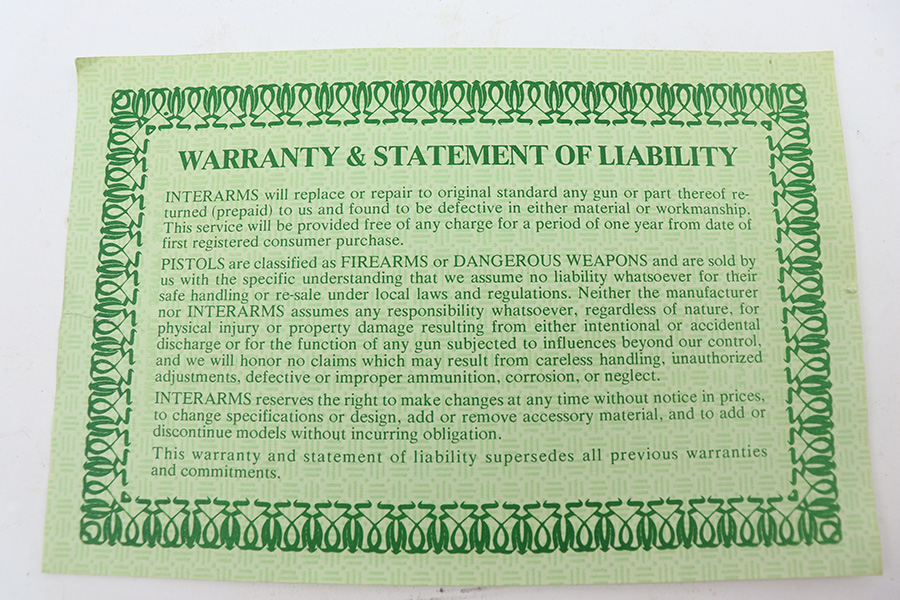 WARRANTY & STATEMENT OF LIABILITY
INTERARMS will replace or repair to original standard any gun or part thereof re-
turned (prepaid) to us and found to be defective in either material or workmanship.
This service will be provided free of any charge for a period of one year from date of
first registered consumer purchase.
PISTOLS are classified as FIREARMS or DANGEROUS WEAPONS and are sold by
us with the specific understanding that we assume no liability whatsoever for their
safe handling or re-sale under local laws and regulations. Neither the manufacturer
nor INTERARMS assumes any responsibility whatsoever, regardless of nature, for
physical injury or property damage resulting from either intentional or accidental
discharge or for the function of any gun subjected to influences beyond our control,
and we will honor no claims which may result from careless handling, unauthorized
adjustments, defective or improper ammunition, corrosion, or neglect.
INTERARMS reserves the right to make changes at any time without notice in prices,
to change specifications or design, add or remove accessory material, and to add or
discontinue models without incurring obligation.
This warranty and statement of liability supersedes all previous warranties
and commitments.